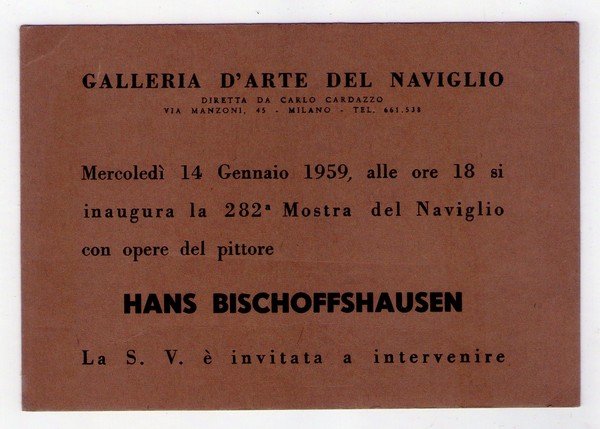 GALLERIA D'ARTE DEL NAVIGLIO
DIRETTA DA CARLO CARDAZZO
VIA MANZONI, 45 - MILANO - TEL. 661.538
Mercoledì 14 Gennaio 1959, alle ore 18 si
inaugura la 282ª Mostra del Naviglio
con opere del pittore
HANS BISCHOFFSHAUSEN
La S. V. è invitata a intervenire